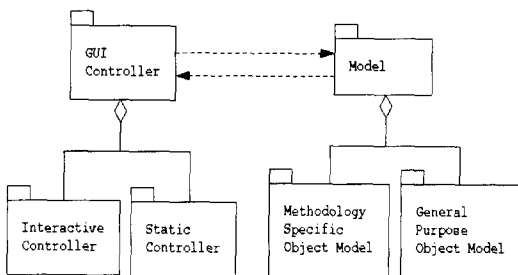 GUI
Controller
Model
Interactive
Controller
Static
Controller
Methodology
Specific
Object Model
General
Purpose
Object Model